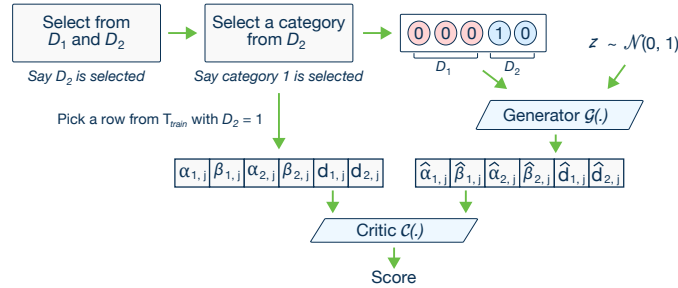 Select from
D₁ and D₂
Select a category
from D₂
0 0 0 1 0
D₁ D₂
z ~ 𝒩(0, 1)
Say D₂ is selected
Say category 1 is selected
Pick a row from T_train with D₂ = 1
Generator 𝒢(.)
α₁, j β₁, j α₂, j β₂, j d₁, j d₂, j
α̂₁, j β̂₁, j α̂₂, j β̂₂, j d̂₁, j d̂₂, j
Critic 𝒞(.)
Score